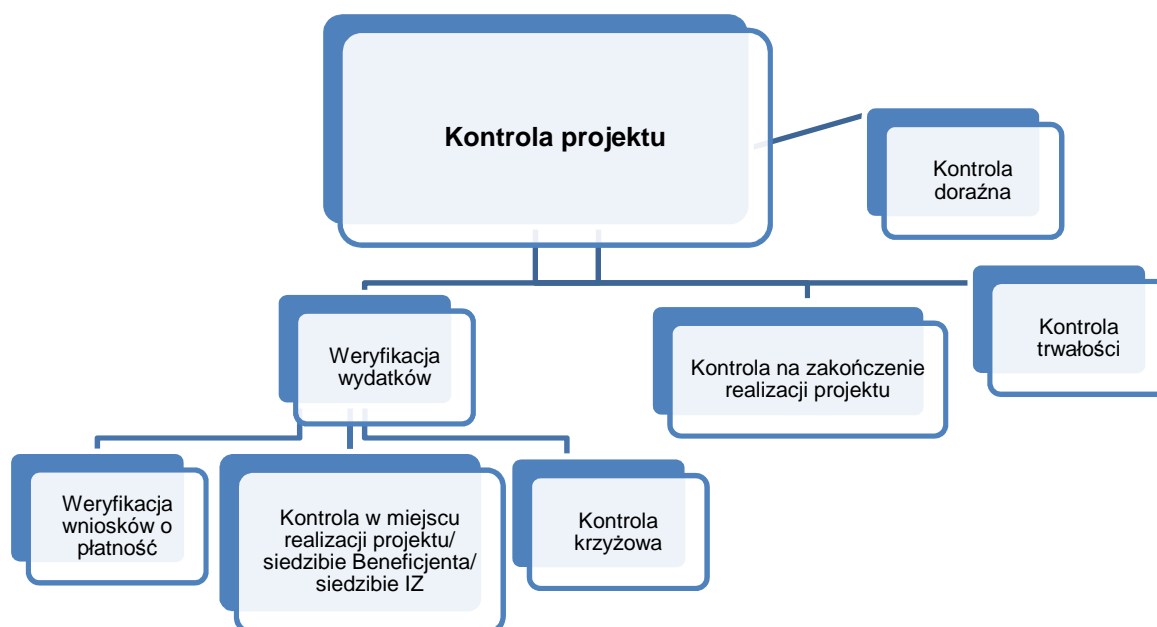 Kontrola projektu
Kontrola
doraźna
Weryfikacja
wydatków
Kontrola na zakończenie
realizacji projektu
Kontrola
trwałości
Weryfikacja
wniosków o
płatność
Kontrola w miejscu
realizacji projektu/
siedzibie Beneficjenta/
siedzibie IZ
Kontrola
krzyżowa